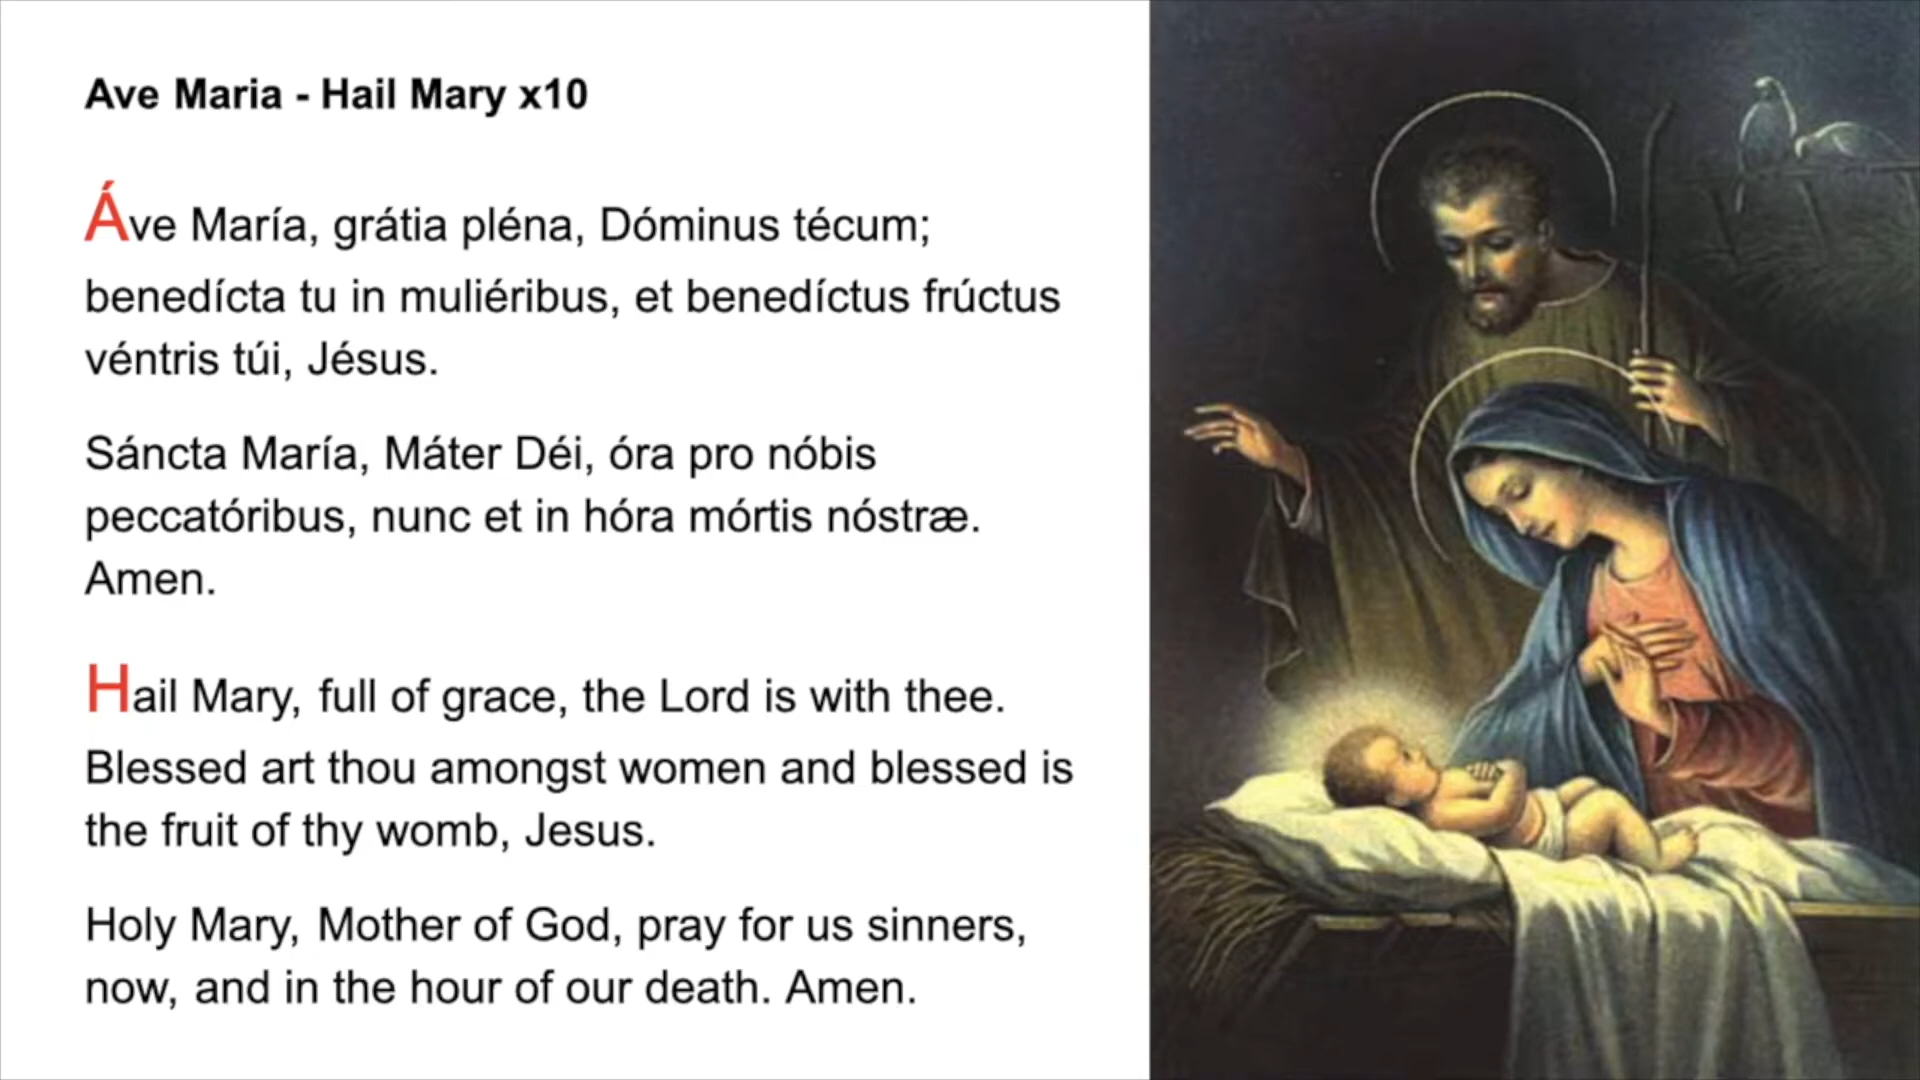 Ave Maria - Hail Mary x10
Áve María, grátia pléna, Dóminus técum;
benedícta tu in muliéribus, et benedíctus frúctus
véntris túi, Jésus.
Sáncta María, Máter Déi, óra pro nóbis
peccatóribus, nunc et in hóra mórtis nóstræ.
Amen.
Hail Mary, full of grace, the Lord is with thee.
Blessed art thou amongst women and blessed is
the fruit of thy womb, Jesus.
Holy Mary, Mother of God, pray for us sinners,
now, and in the hour of our death. Amen.